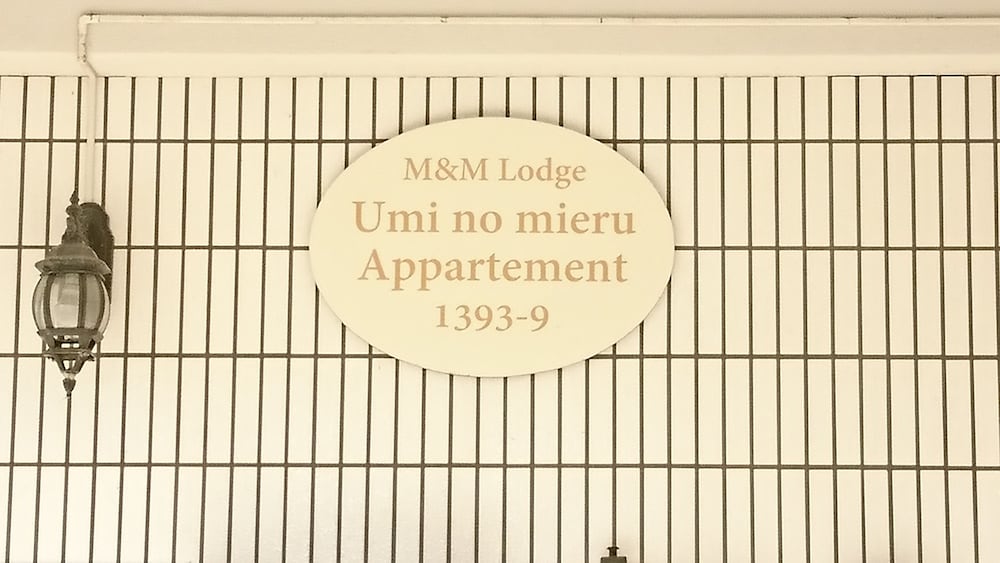 M&M Lodge
Umi no mieru
Appartement
1393-9